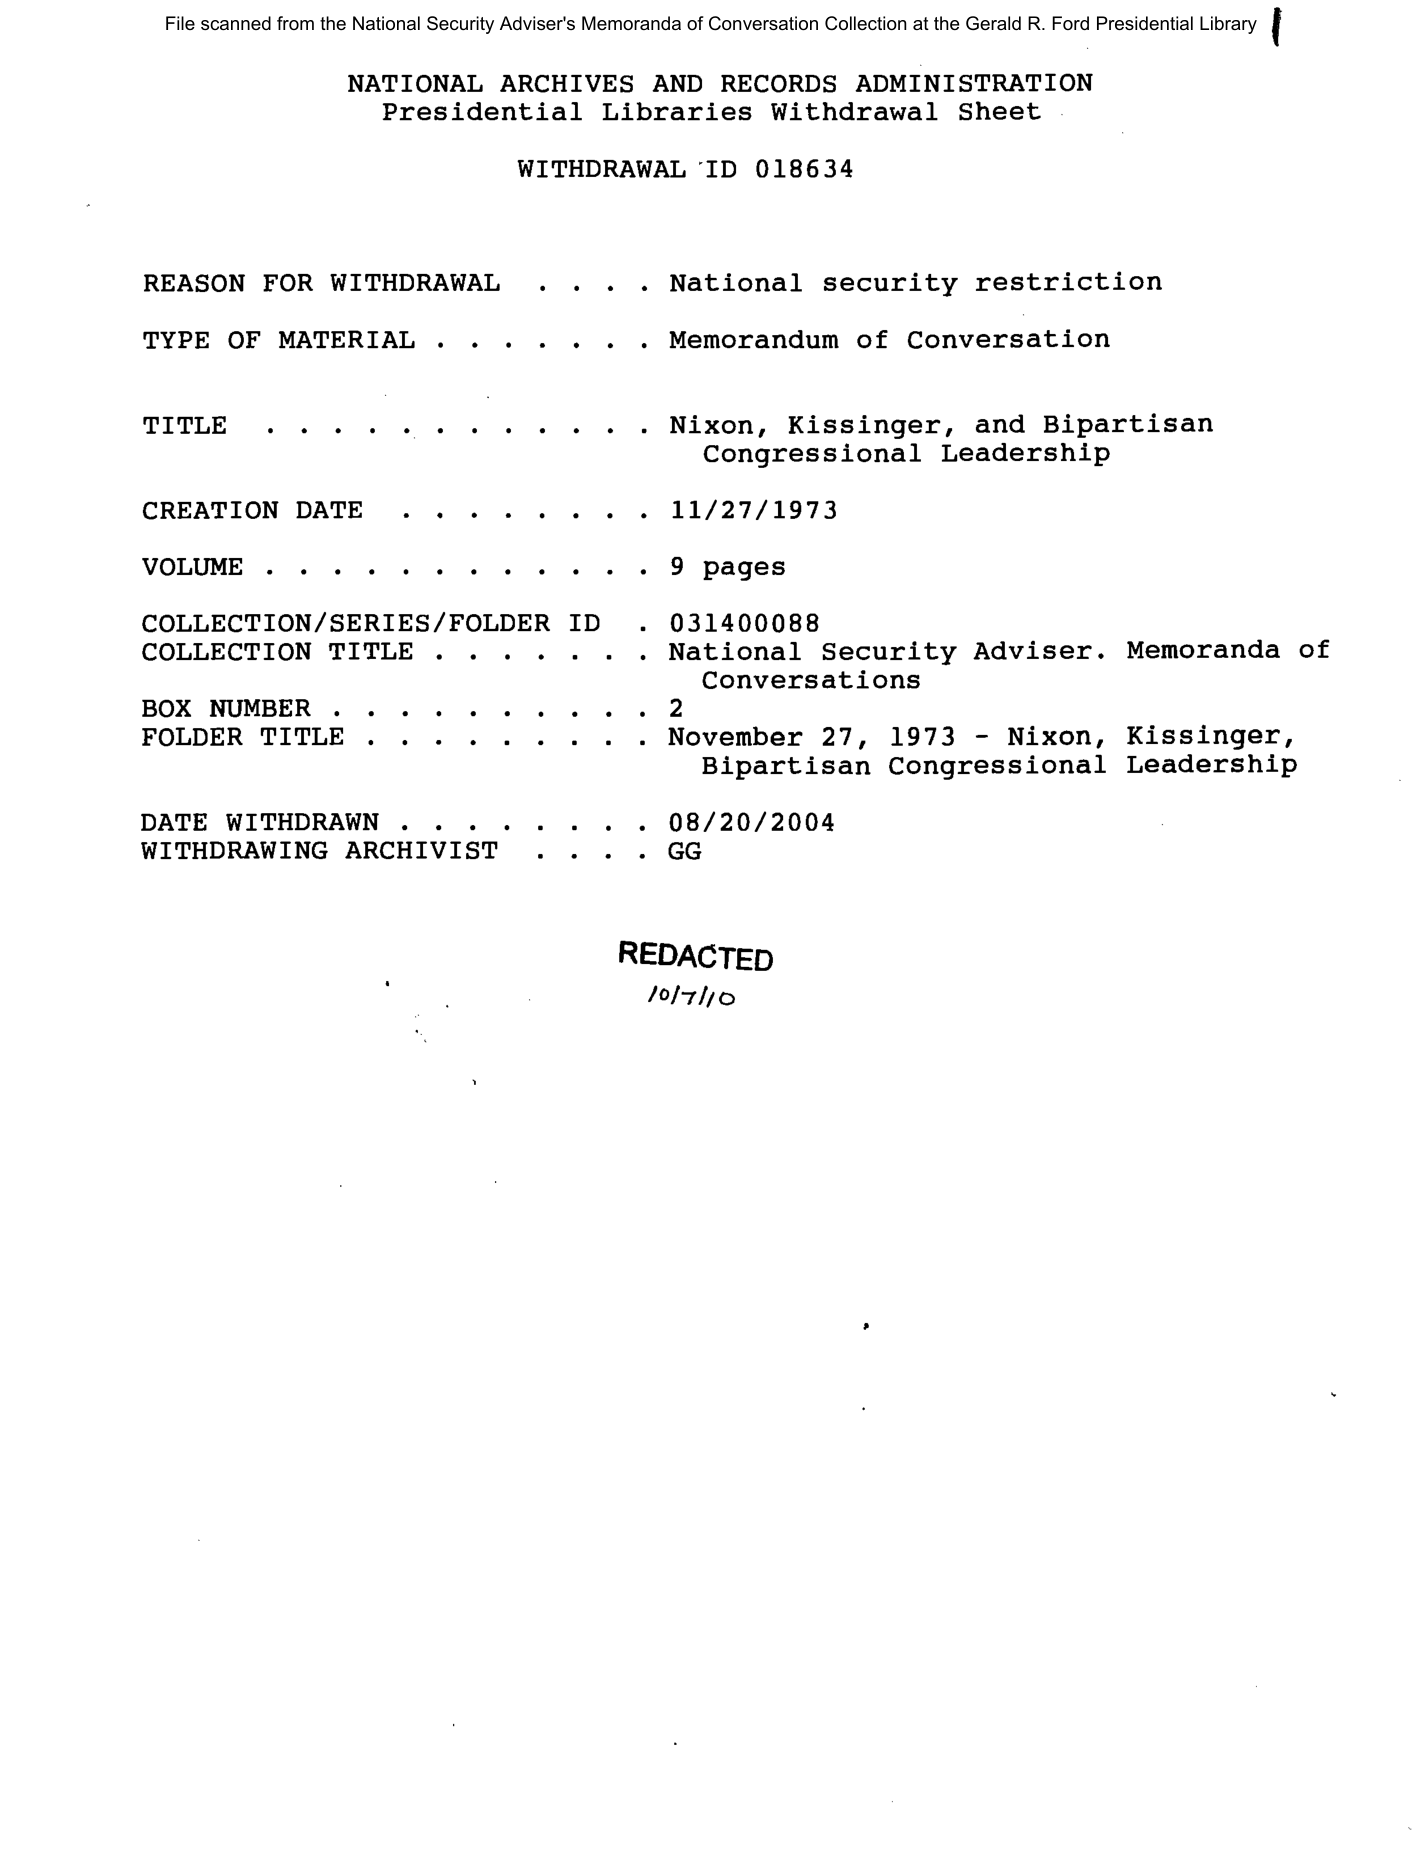 File scanned from the National Security Adviser's Memoranda of Conversation Collection at the Gerald R. Ford Presidential Library
NATIONAL ARCHIVES AND RECORDS ADMINISTRATION
Presidential Libraries Withdrawal Sheet
WITHDRAWAL ID 018634
REASON FOR WITHDRAWAL . . . . National security restriction
TYPE OF MATERIAL . . . . . . . Memorandum of Conversation
TITLE . . . . . . . . . . . . Nixon, Kissinger, and Bipartisan
Congressional Leadership
CREATION DATE . . . . . . . . 11/27/1973
VOLUME . . . . . . . . . . . . 9 pages
COLLECTION/SERIES/FOLDER ID . 031400088
COLLECTION TITLE . . . . . . . National Security Adviser. Memoranda of
Conversations
BOX NUMBER . . . . . . . . . . 2
FOLDER TITLE . . . . . . . . . November 27, 1973 - Nixon, Kissinger,
Bipartisan Congressional Leadership
DATE WITHDRAWN . . . . . . . . 08/20/2004
WITHDRAWING ARCHIVIST . . . . GG
REDACTED
10/7/10